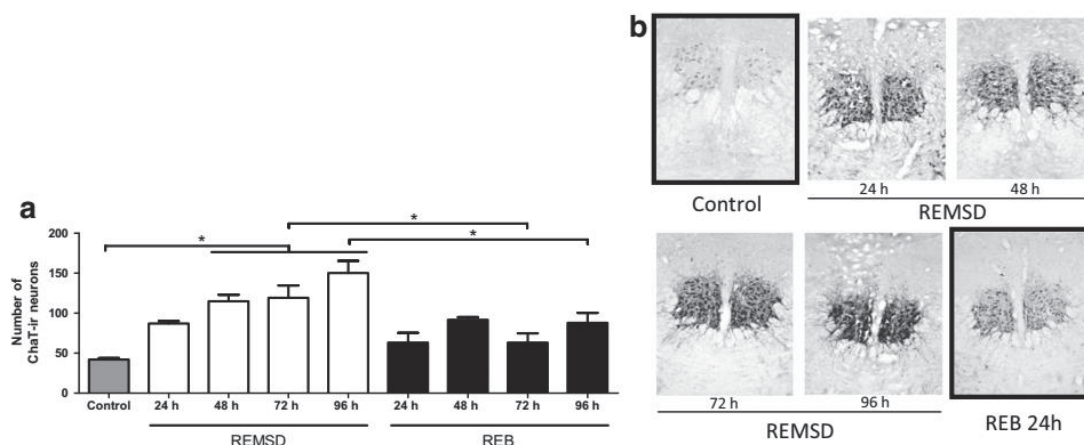 a
*
*
*
200
150
100
50
0
Number of
ChaT-ir neurons
Control 24 h 48 h 72 h 96 h 24 h 48 h 72 h 96 h
REMSD REB
b
24 h 48 h
Control REMSD
72 h 96 h
REMSD REB 24h